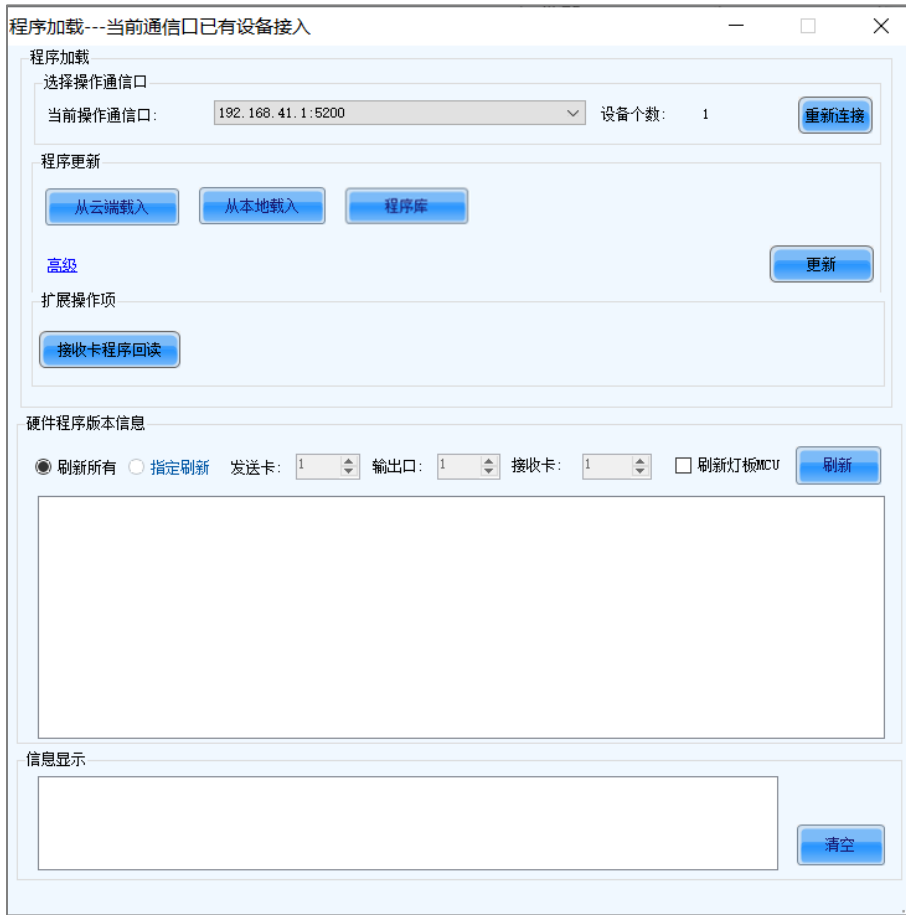 程序加载---当前通信口已有设备接入
程序加载
选择操作通信口
当前操作通信口: 192.168.41.1:5200 设备个数: 1 重新连接
程序更新
从云端载入 从本地载入 程序库
高级 更新
扩展操作项
接收卡程序回读
硬件程序版本信息
刷新所有 指定刷新 发送卡: 1 输出口: 1 接收卡: 1 刷新灯板MCU 刷新
信息显示
清空